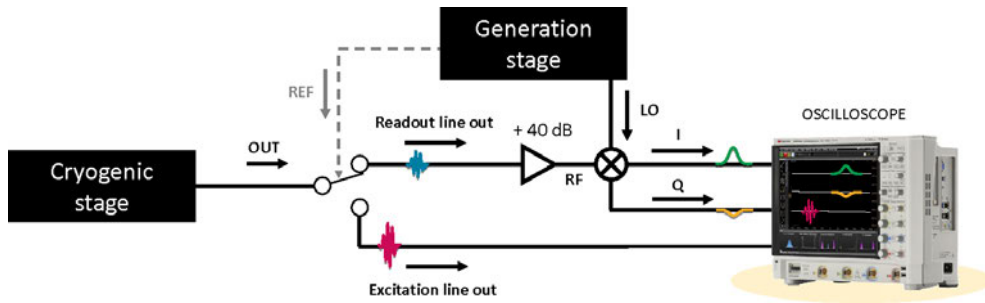 Generation
stage
REF
Readout line out
+ 40 dB
LO
OSCILLOSCOPE
I
OUT
Cryogenic
stage
RF
Q
Excitation line out